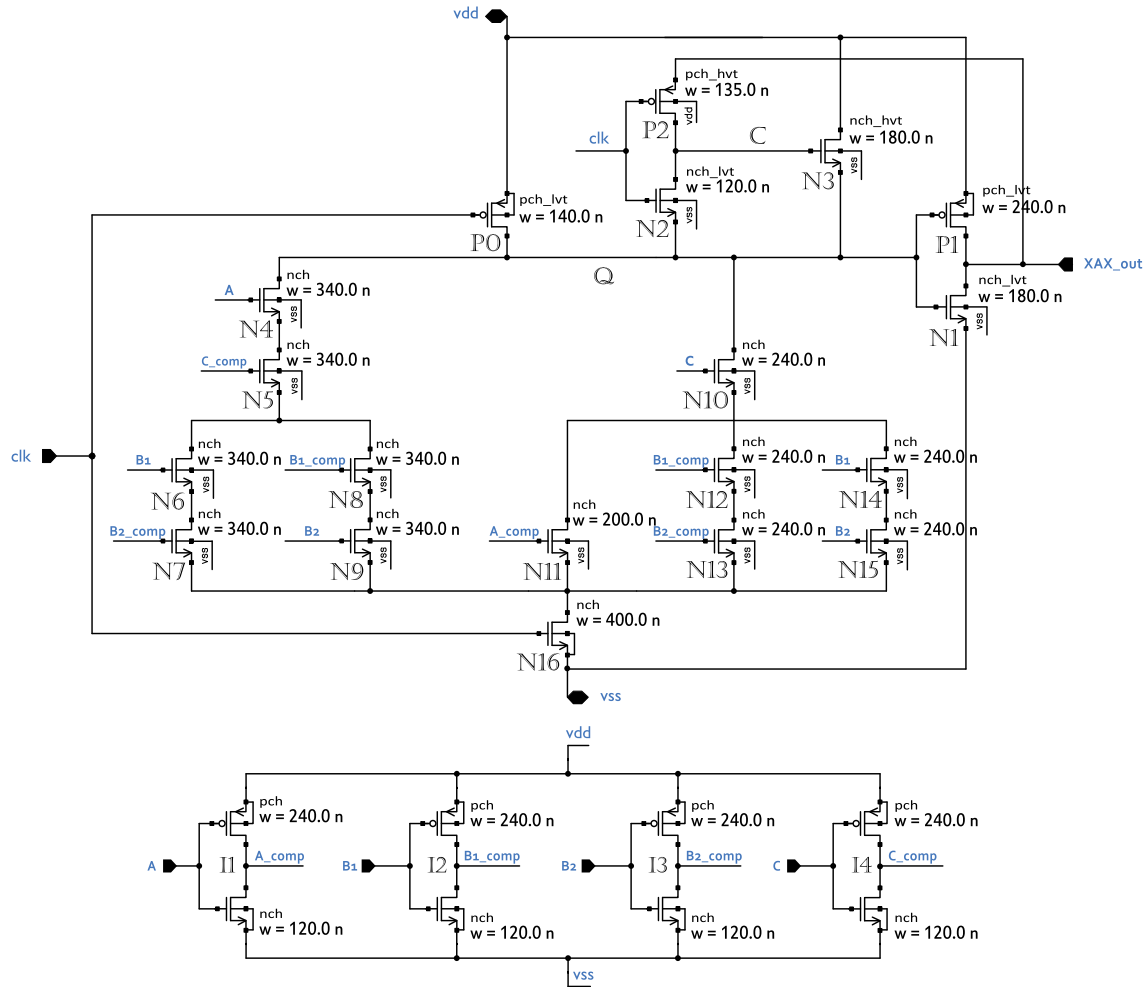 vdd
pch_hvt
w = 135.0 n
vdd
P2
C
nch_hvt
w = 180.0 n
vss
N3
clk
nch_lvt
w = 120.0 n
vss
N2
pch_lvt
w = 140.0 n
P0
pch_lvt
w = 240.0 n
P1
XAX_out
Q
nch
w = 340.0 n
A
vss
N4
nch_lvt
w = 180.0 n
vss
N1
nch
w = 340.0 n
C_comp
vss
N5
nch
w = 240.0 n
C
vss
N10
clk
nch
w = 340.0 n
B1
vss
N6
nch
w = 340.0 n
B1_comp
vss
N8
nch
w = 240.0 n
B1_comp
vss
N12
nch
w = 240.0 n
B1
vss
N14
nch
w = 340.0 n
B2_comp
vss
N7
nch
w = 340.0 n
B2
vss
N9
nch
w = 200.0 n
A_comp
vss
N11
nch
w = 240.0 n
B2_comp
vss
N13
nch
w = 240.0 n
B2
vss
N15
nch
w = 400.0 n
N16
vss
vdd
pch
w = 240.0 n
pch
w = 240.0 n
pch
w = 240.0 n
pch
w = 240.0 n
A
I1
A_comp
B1
I2
B1_comp
B2
I3
B2_comp
C
I4
C_comp
nch
w = 120.0 n
nch
w = 120.0 n
nch
w = 120.0 n
nch
w = 120.0 n
vss